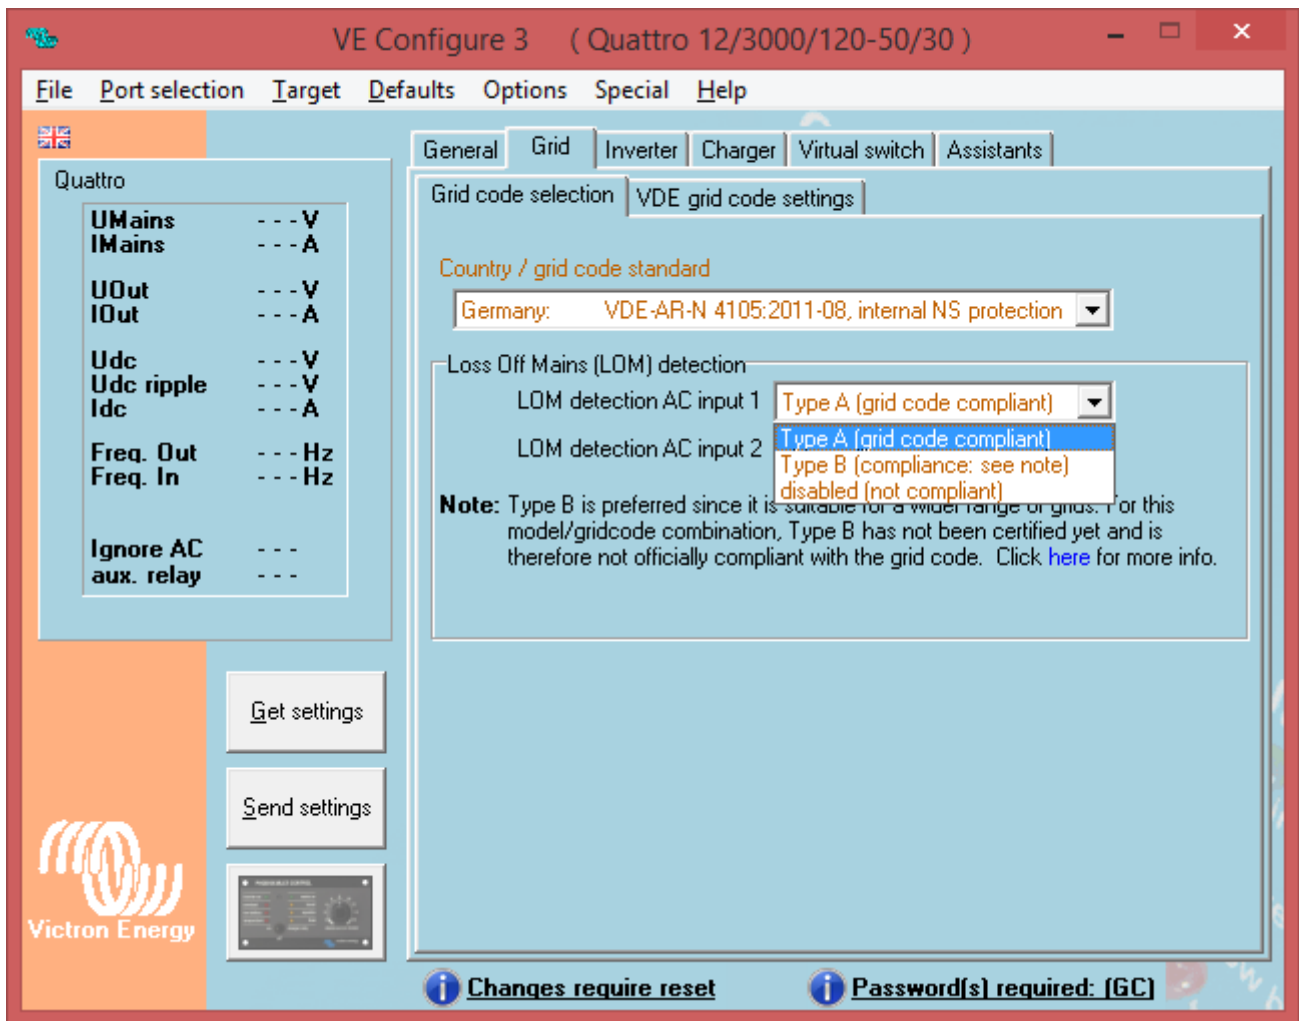 VE Configure 3 ( Quattro 12/3000/120-50/30 )
File Port selection Target Defaults Options Special Help
General Grid Inverter Charger Virtual switch Assistants
Grid code selection VDE grid code settings
Quattro
UMains - - - V
IMains - - - A
UOut - - - V
IOut - - - A
Udc - - - V
Udc ripple - - - V
Idc - - - A
Freq. Out - - - Hz
Freq. In - - - Hz
Ignore AC - - -
aux. relay - - -
Country / grid code standard
Germany: VDE-AR-N 4105:2011-08, internal NS protection
Loss Off Mains (LOM) detection
LOM detection AC input 1 Type A (grid code compliant)
LOM detection AC input 2
Type A (grid code compliant)
Type B (compliance: see note)
disabled (not compliant)
Note: Type B is preferred since it is suitable for a wider range of grids. For this
model/gridcode combination, Type B has not been certified yet and is
therefore not officially compliant with the grid code. Click here for more info.
Get settings
Send settings
Victron Energy
Changes require reset
Password(s) required: (GC)